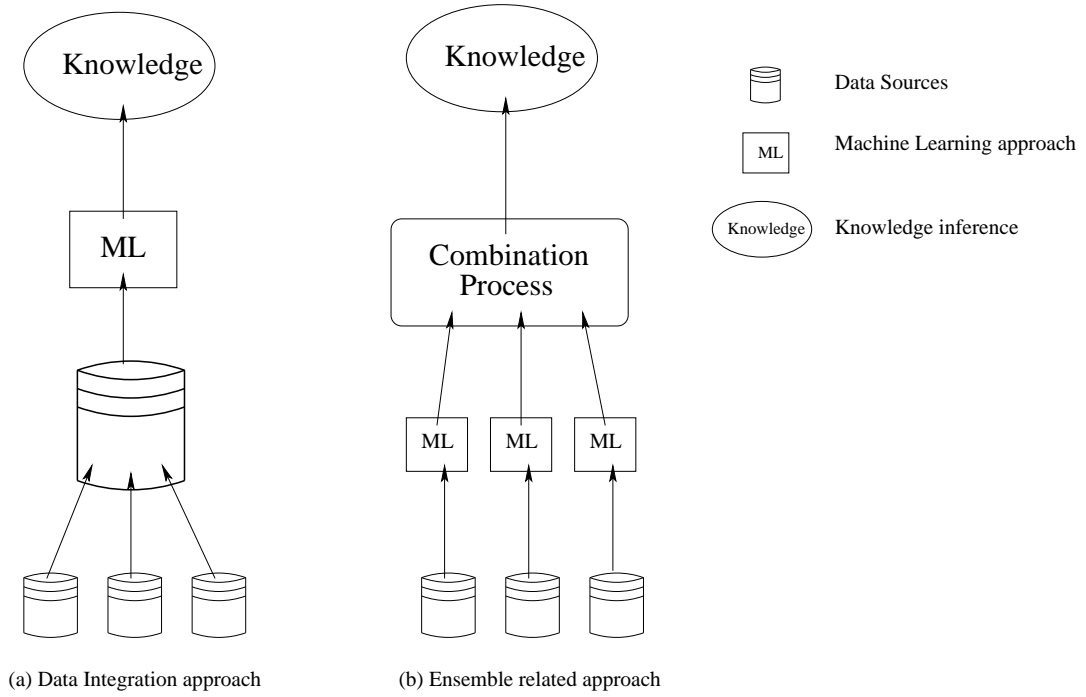 Knowledge
ML
(a) Data Integration approach
Knowledge
Combination
Process
ML
ML
ML
(b) Ensemble related approach
Data Sources
ML
Machine Learning approach
Knowledge
Knowledge inference